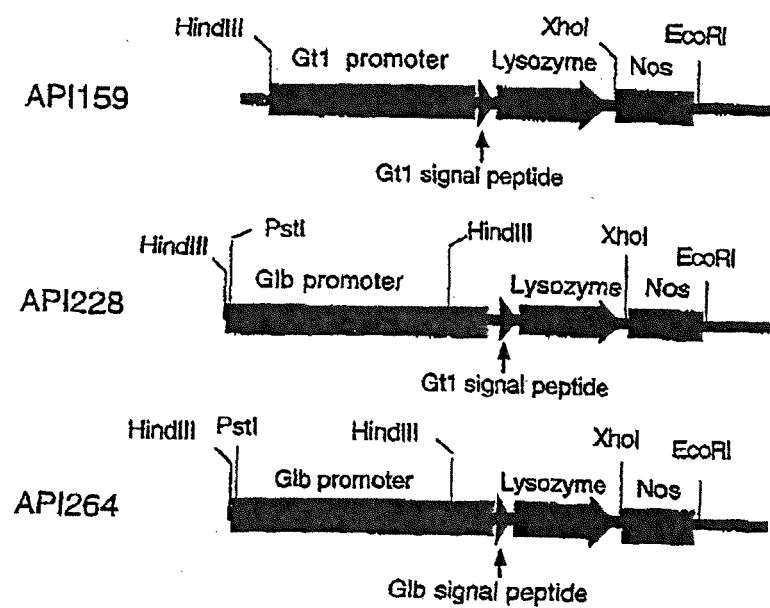 HindIII
Gt1 promoter
Lysozyme
XhoI
Nos
EcoRI
API159
Gt1 signal peptide
HindIII
PstI
Glb promoter
HindIII
Lysozyme
XhoI
Nos
EcoRI
API228
Gt1 signal peptide
HindIII
PstI
Glb promoter
HindIII
Lysozyme
XhoI
Nos
EcoRI
API264
Glb signal peptide